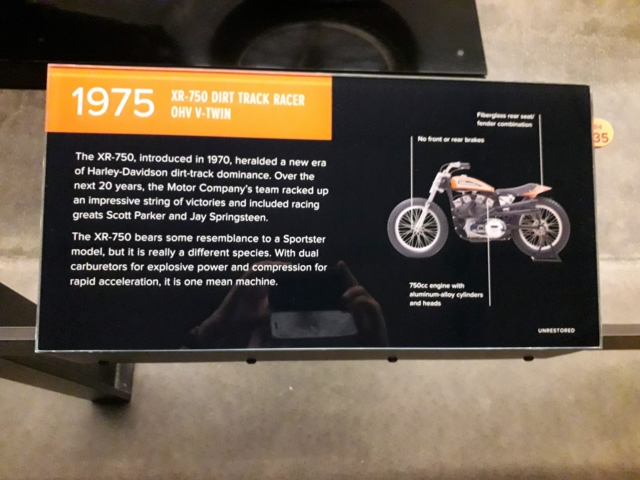 1975
XR-750 DIRT TRACK RACER
OHV V-TWIN
The XR-750, introduced in 1970, heralded a new era
of Harley-Davidson dirt-track dominance. Over the
next 20 years, the Motor Company's team racked up
an impressive string of victories and included racing
greats Scott Parker and Jay Springsteen.
The XR-750 bears some resemblance to a Sportster
model, but it is really a different species. With dual
carburetors for explosive power and compression for
rapid acceleration, it is one mean machine.
Fiberglass rear seat/
fender combination
No front or rear brakes
750cc engine with
aluminum-alloy cylinders
and heads
UNRESTORED
35